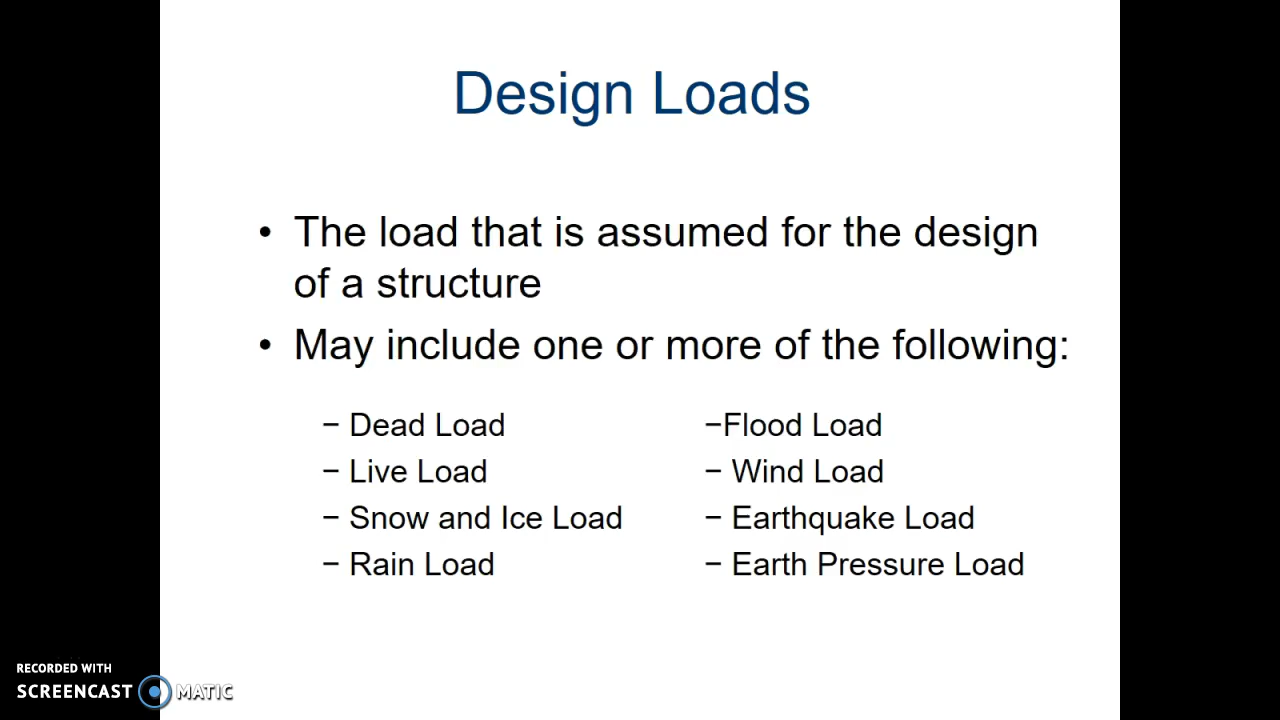 Design Loads
• The load that is assumed for the design
of a structure
• May include one or more of the following:
− Dead Load
− Live Load
− Snow and Ice Load
− Rain Load
−Flood Load
− Wind Load
− Earthquake Load
− Earth Pressure Load
RECORDED WITH
SCREENCAST MATIC